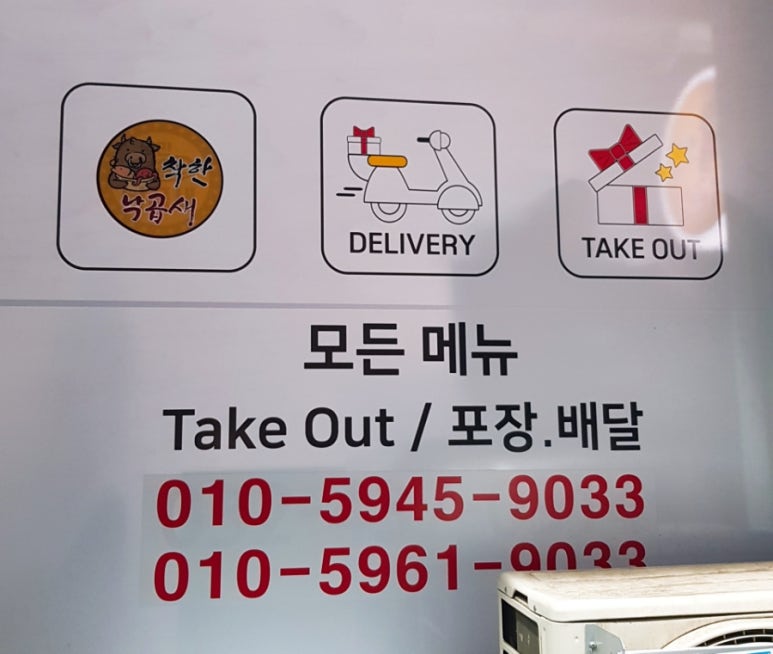 착한
낙곱새
DELIVERY
TAKE OUT
모든 메뉴
Take Out / 포장.배달
010-5945-9033
010-5961-9033